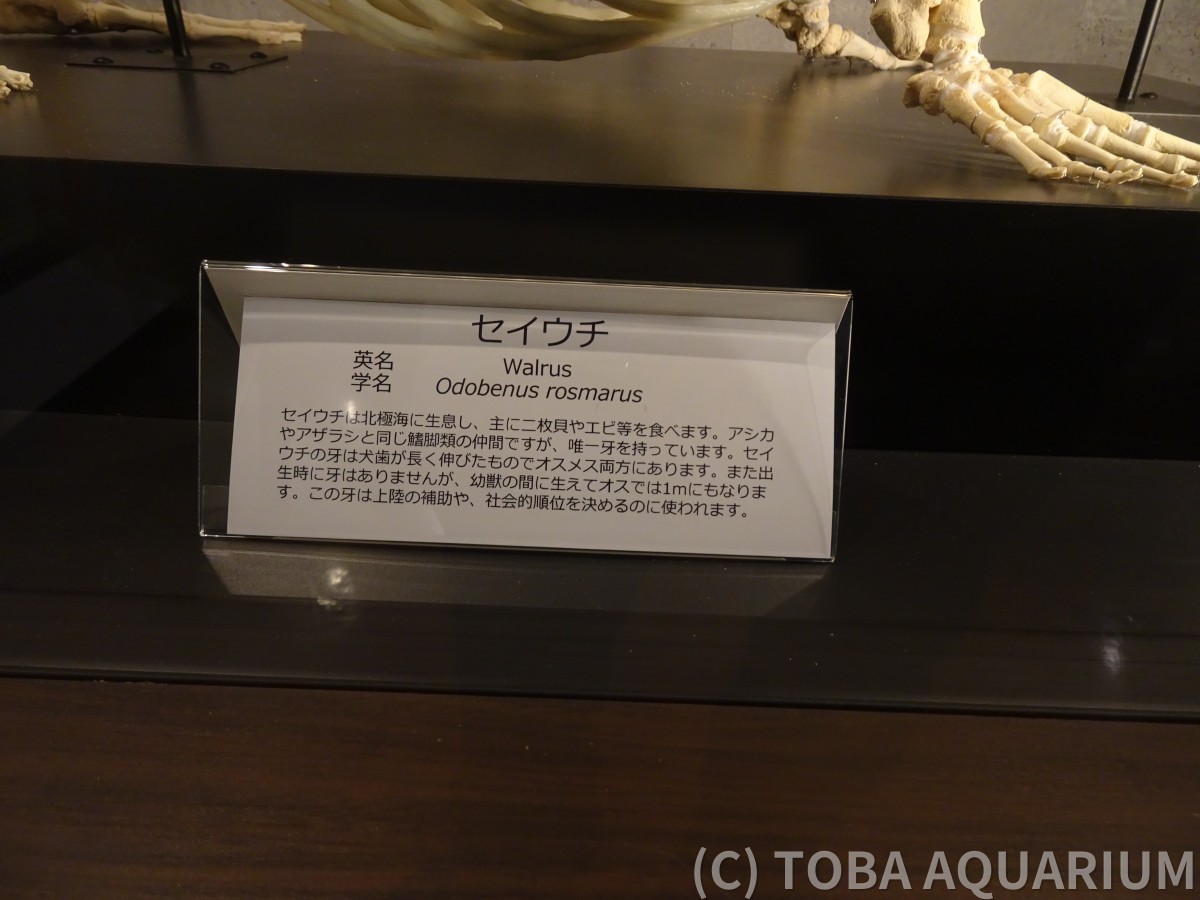 セイウチ
英名 Walrus
学名 Odobenus rosmarus
セイウチは北極海に生息し、主に二枚貝やエビ等を食べます。アシカ
やアザラシと同じ鰭脚類の仲間ですが、唯一牙を持っています。セイ
ウチの牙は犬歯が長く伸びたものでオスメス両方にあります。また出
生時に牙はありませんが、幼獣の間に生えてオスでは1mにもなりま
す。この牙は上陸の補助や、社会的順位を決めるのに使われます。
(C) TOBA AQUARIUM